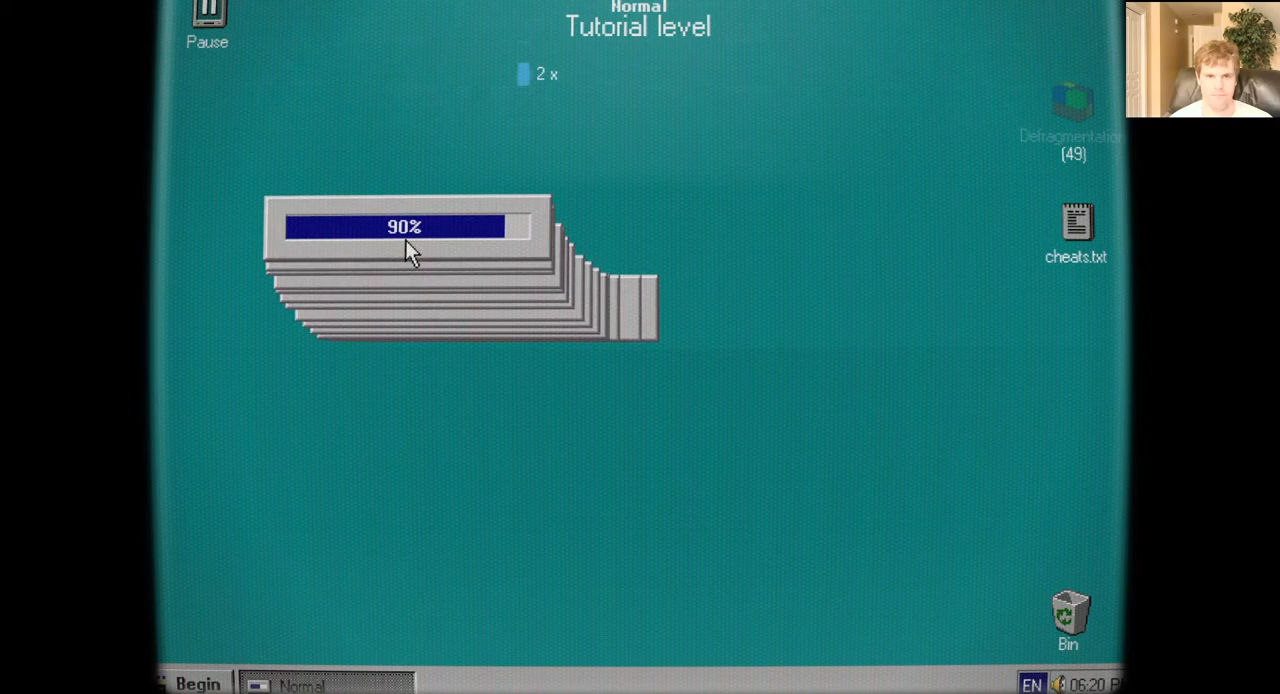 Normal
Tutorial level
Pause
2 x
Defragmentation
(49)
cheats.txt
90%
Bin
Begin
Normal
EN
06:20 P